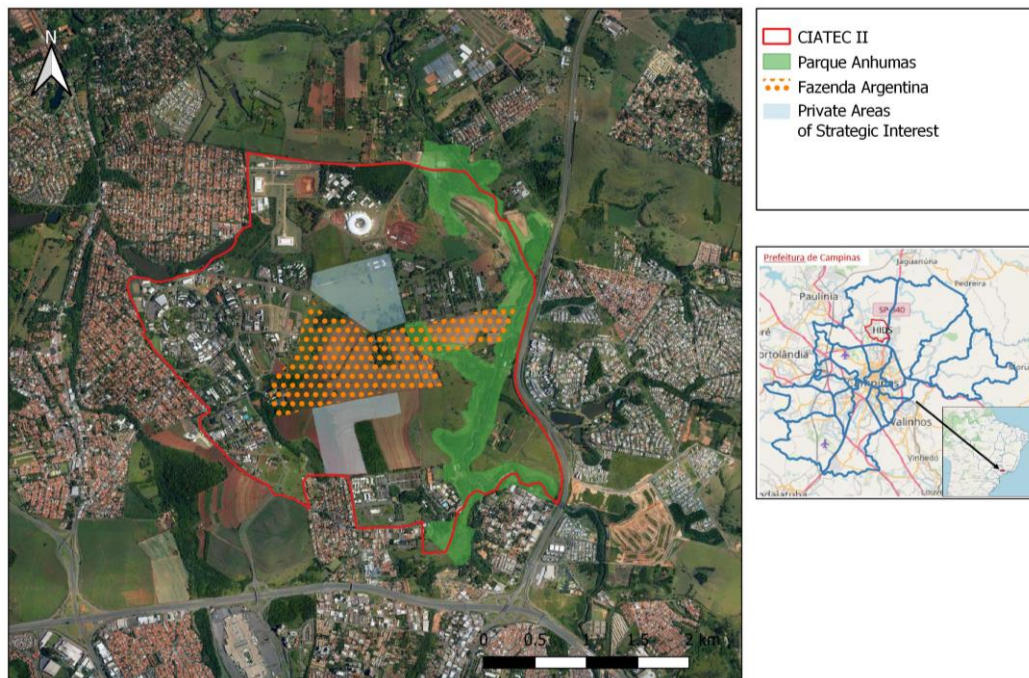 N
0 0.5 1 1.5 2 km
CIATEC II
Parque Anhumas
Fazenda Argentina
Private Areas
of Strategic Interest
Prefeitura de Campinas
Jaguariúna
Pedreira
Paulínia
SP-340
HIDS
ortolândia
Campinas
Valinhos
Vinhedo